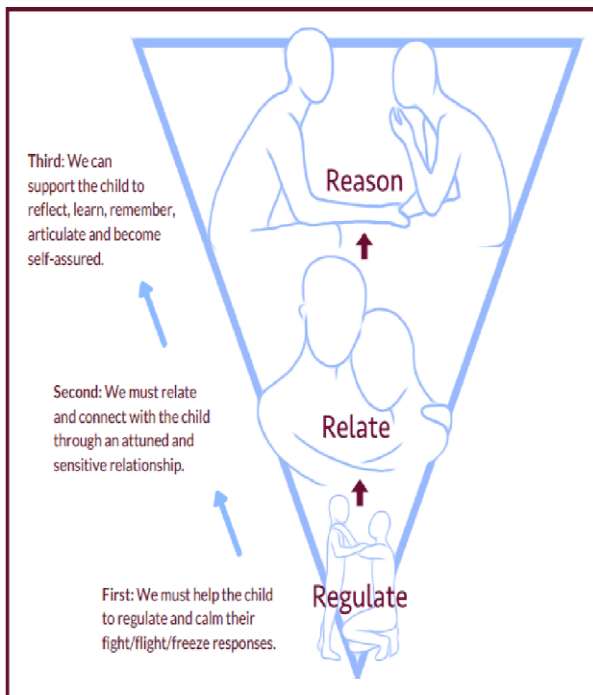 Third: We can
support the child to
reflect, learn, remember,
articulate and become
self-assured.
Reason
Second: We must relate
and connect with the child
through an attuned and
sensitive relationship.
Relate
First: We must help the child
to regulate and calm their
fight/flight/freeze responses.
Regulate